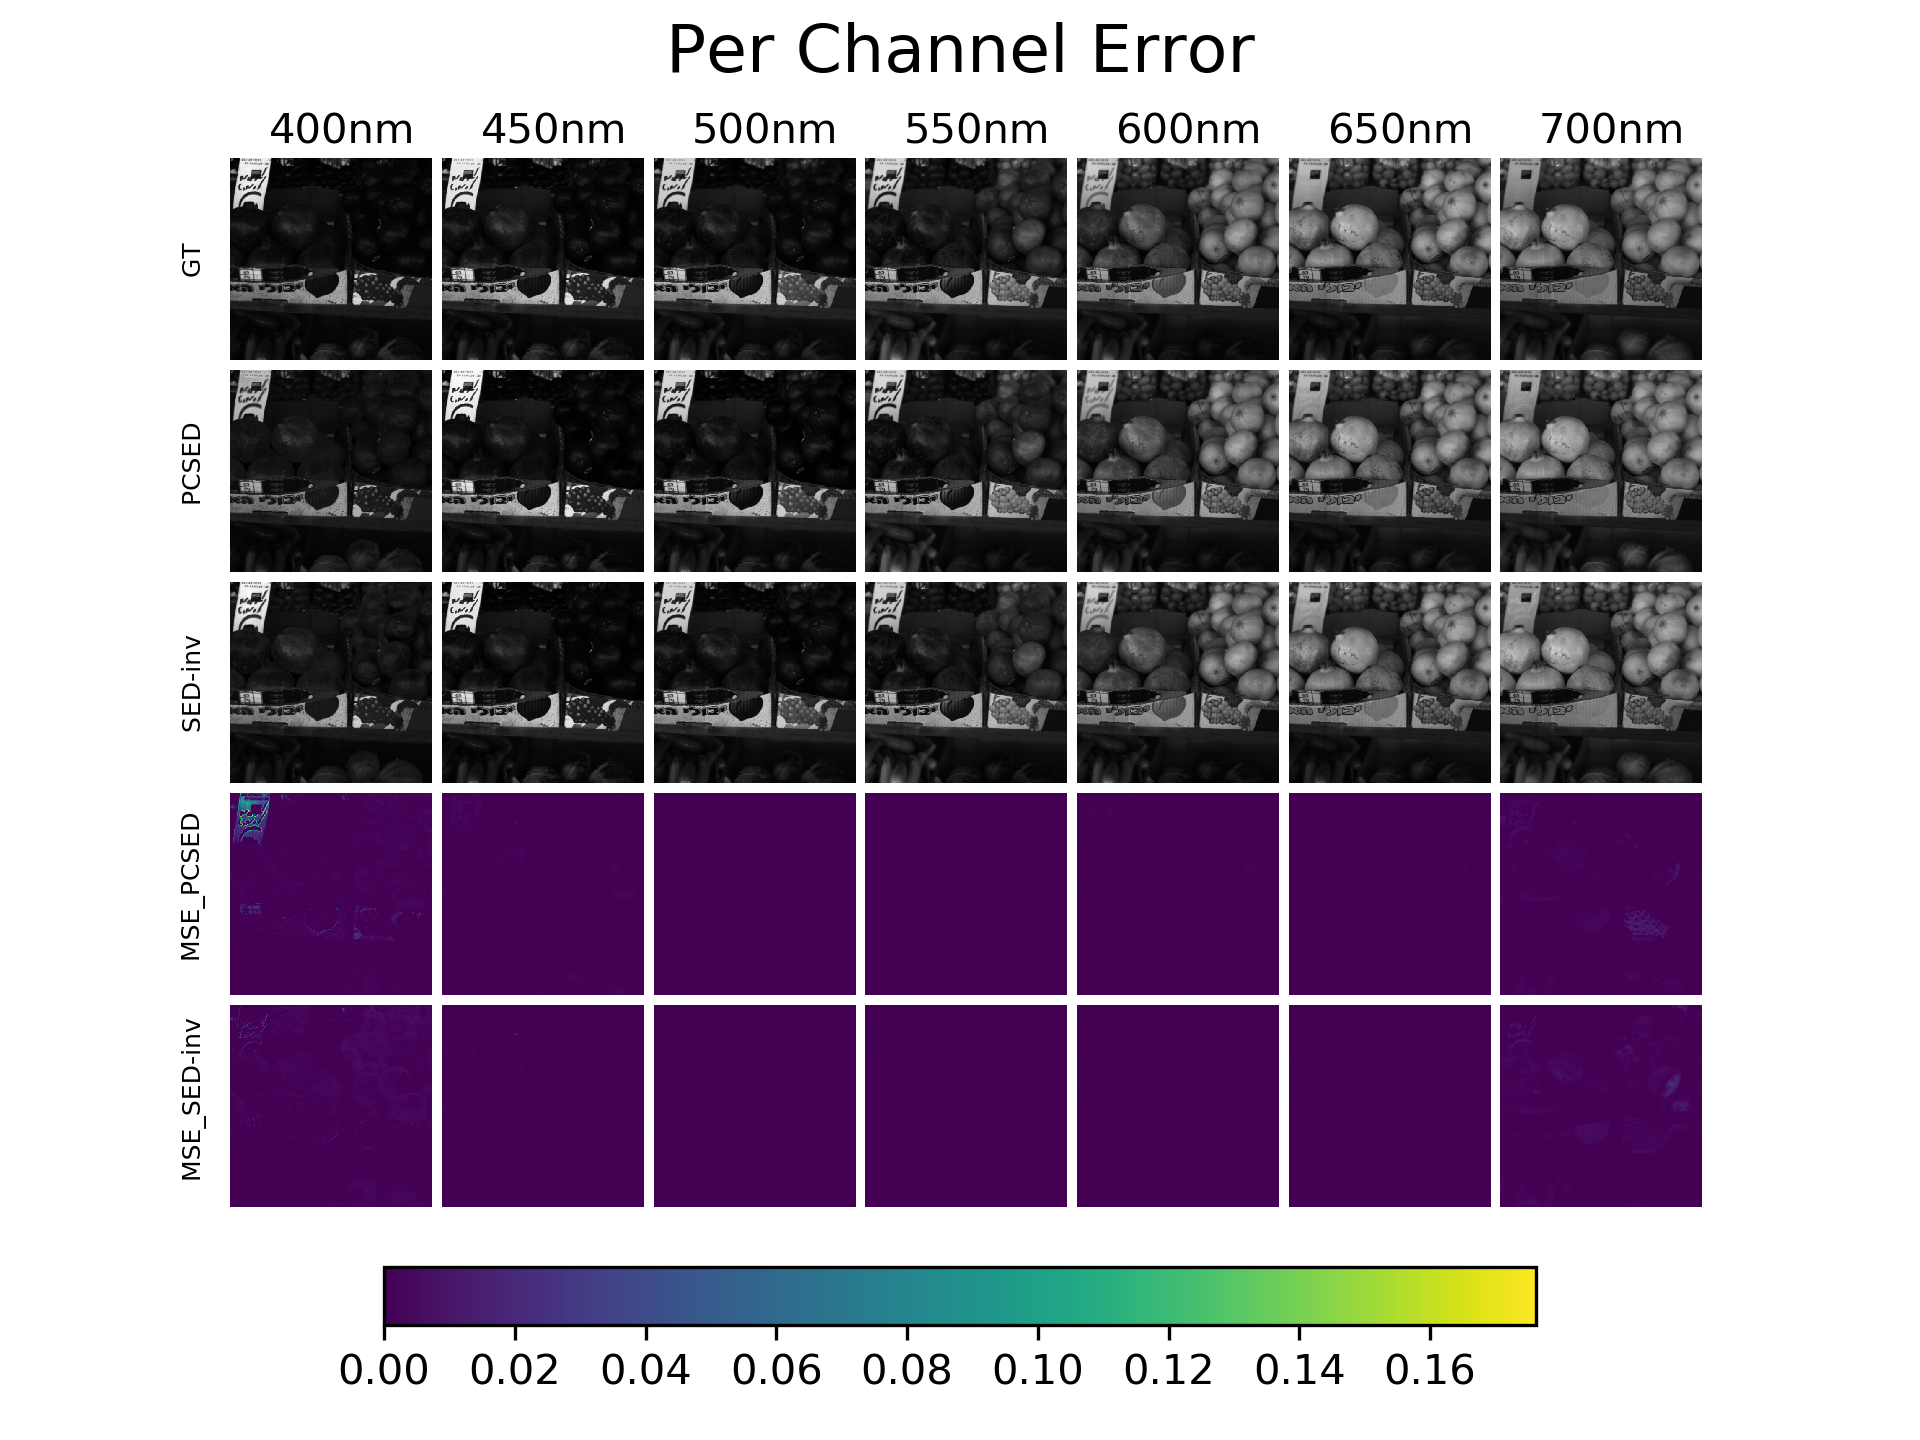 Per Channel Error
400nm 450nm 500nm 550nm 600nm 650nm 700nm
GT
PCSED
SED-inv
MSE_PCSED
MSE_SED-inv
0.00 0.02 0.04 0.06 0.08 0.10 0.12 0.14 0.16